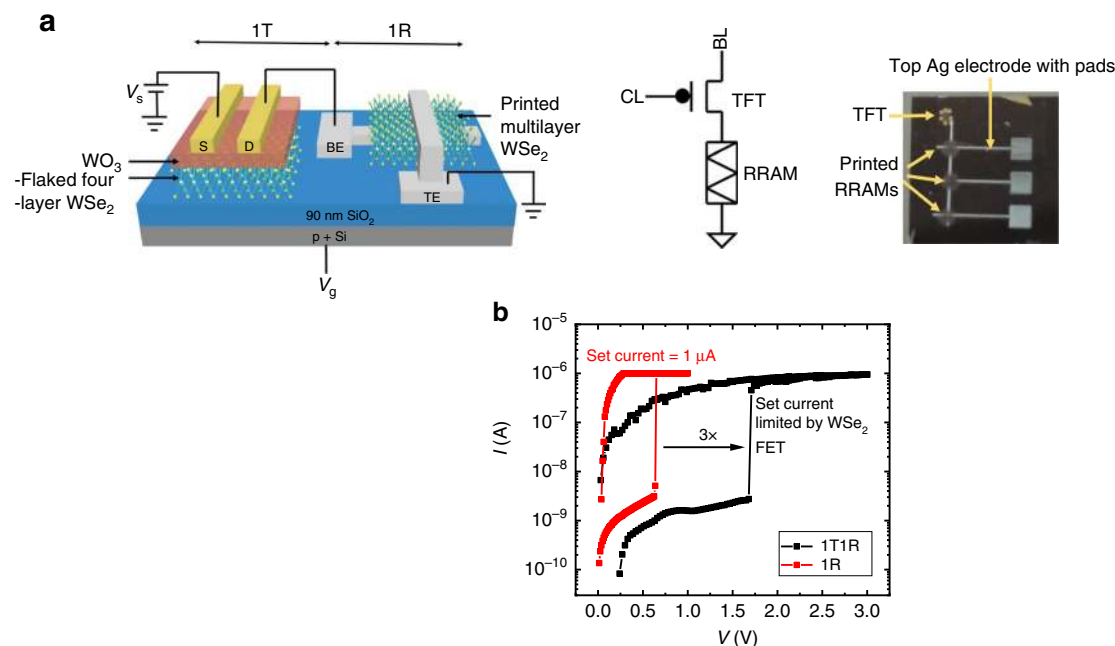 a
1T
1R
Vs
S
D
BE
TE
Printed
multilayer
WSe2
WO3
-Flaked four
-layer WSe2
90 nm SiO2
p + Si
Vg
BL
CL
TFT
RRAM
Top Ag electrode with pads
TFT
Printed
RRAMs
b
10−5
10−6
10−7
10−8
10−9
10−10
I (A)
Set current = 1 μA
Set current
limited by WSe2
FET
3×
1T1R
1R
0.0 0.5 1.0 1.5 2.0 2.5 3.0
V (V)